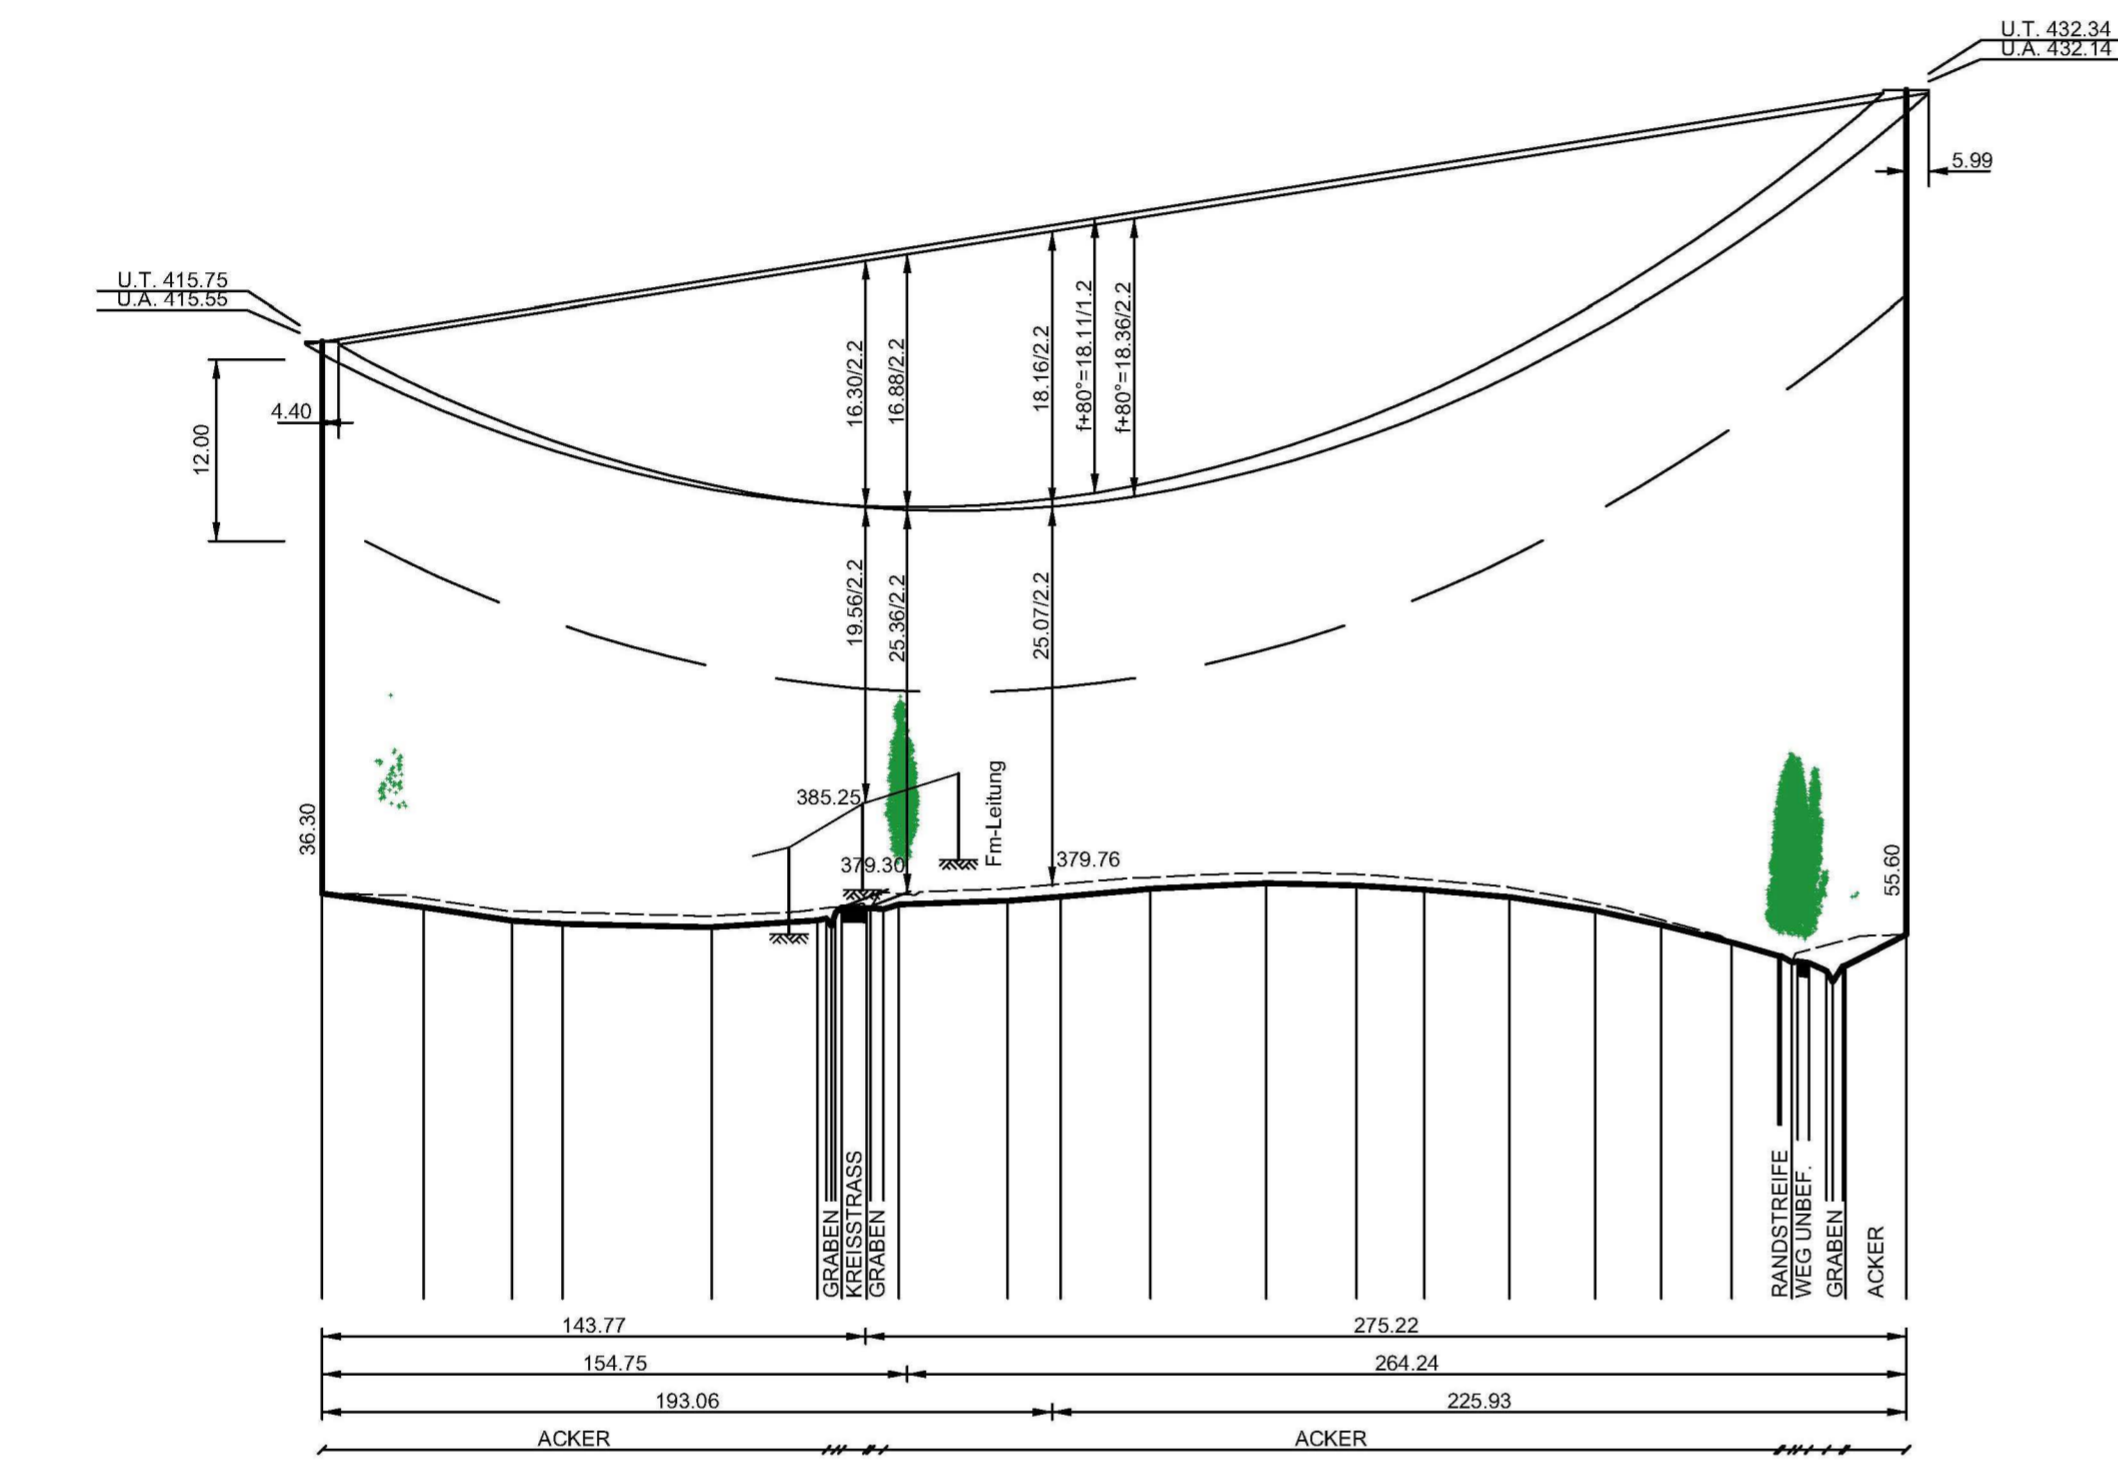 U.T. 432.34
U.A. 432.14
5.99
U.T. 415.75
U.A. 415.55
4.40
12.00
16.30/2.2
16.88/2.2
18.16/2.2
f+80°=18.11/1.2
f+80°=18.36/2.2
19.56/2.2
25.36/2.2
25.07/2.2
36.30
385.25
379.30
Fm-Leitung
379.76
55.60
GRABEN
KREISSTRASS
GRABEN
RANDSTREIFE
WEG UNBEF.
GRABEN
ACKER
143.77
275.22
154.75
264.24
193.06
225.93
ACKER
ACKER